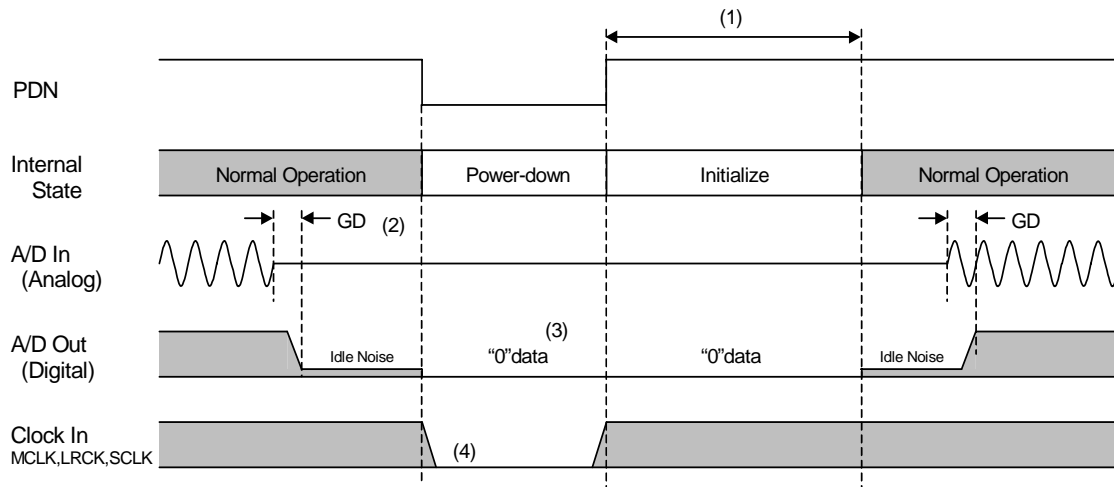 (1)
PDN
Internal
State
Normal Operation
Power-down
Initialize
Normal Operation
GD
(2)
GD
A/D In
(Analog)
A/D Out
(Digital)
Idle Noise
(3)
“0”data
“0”data
Idle Noise
Clock In
MCLK,LRCK,SCLK
(4)